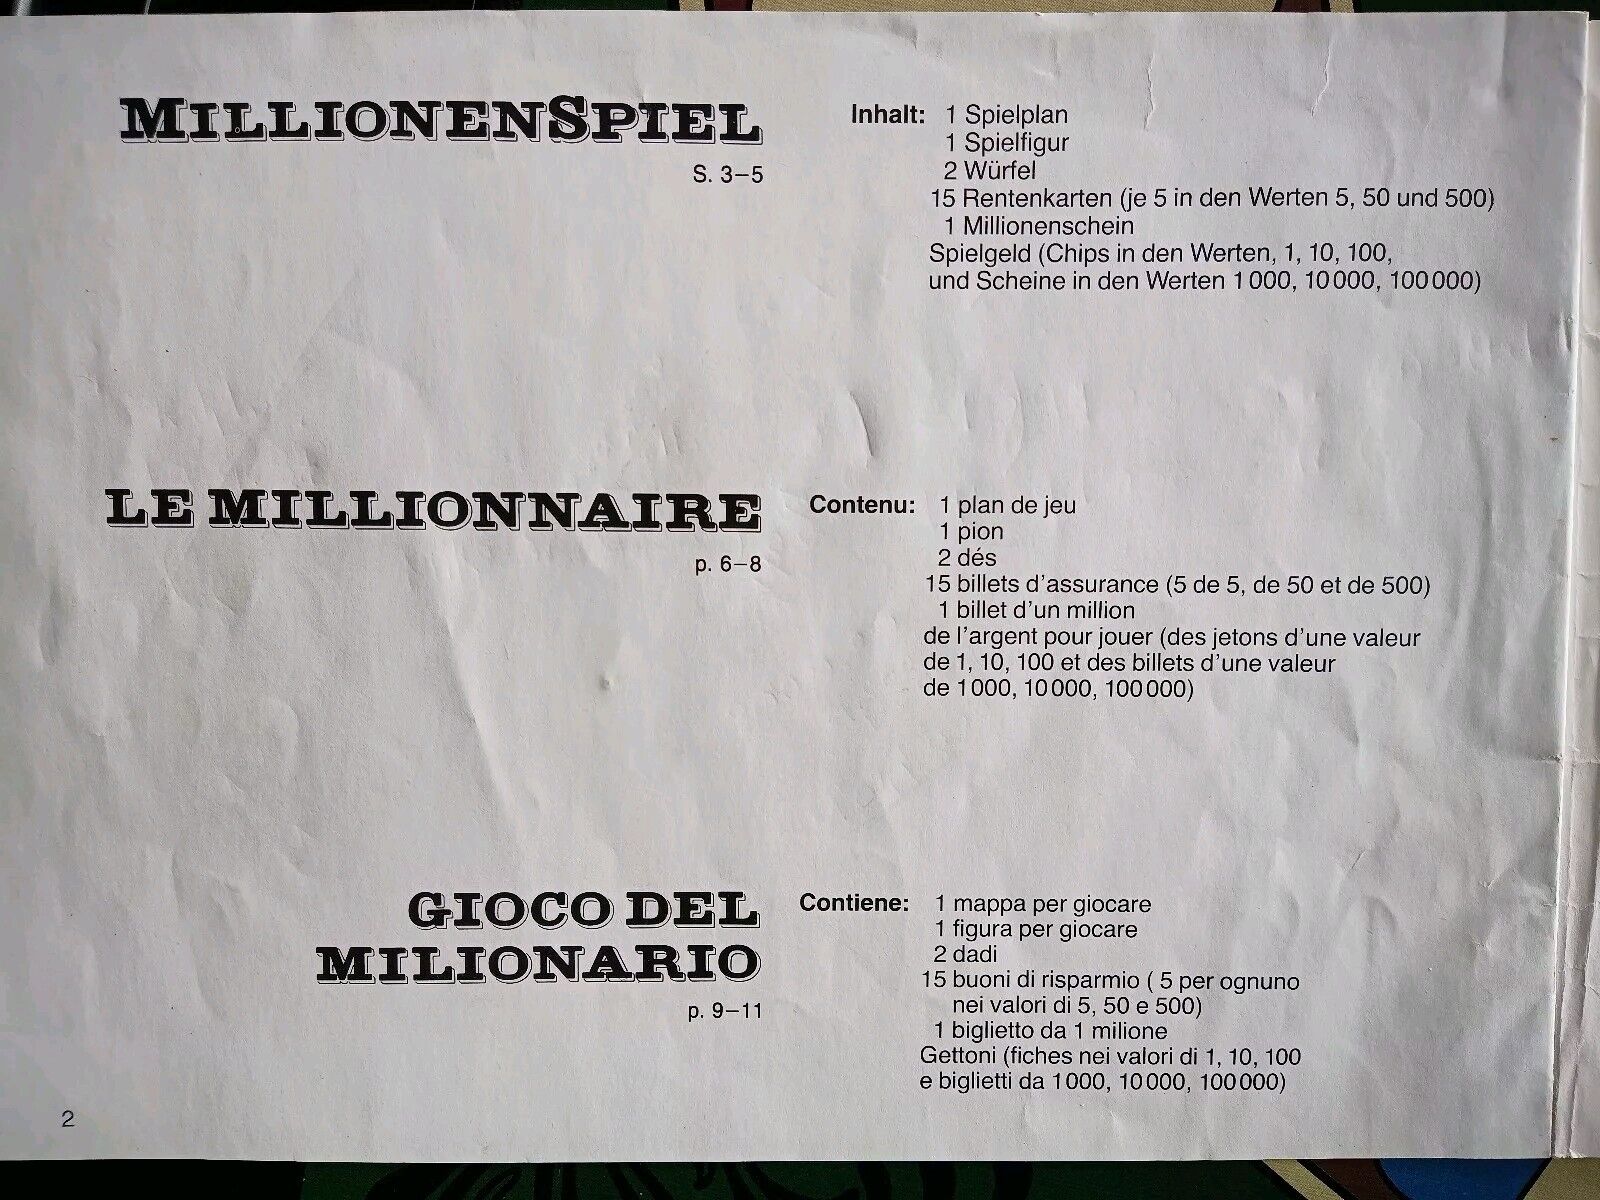 MILLIONENSPIEL
S. 3–5
Inhalt: 1 Spielplan
1 Spielfigur
2 Würfel
15 Rentenkarten (je 5 in den Werten 5, 50 und 500)
1 Millionenschein
Spielgeld (Chips in den Werten, 1, 10, 100,
und Scheine in den Werten 1 000, 10 000, 100 000)
LE MILLIONNAIRE
p. 6–8
Contenu: 1 plan de jeu
1 pion
2 dés
15 billets d'assurance (5 de 5, de 50 et de 500)
1 billet d'un million
de l'argent pour jouer (des jetons d'une valeur
de 1, 10, 100 et des billets d'une valeur
de 1 000, 10 000, 100 000)
GIOCO DEL
MILIONARIO
p. 9–11
Contiene: 1 mappa per giocare
1 figura per giocare
2 dadi
15 buoni di risparmio ( 5 per ognuno
nei valori di 5, 50 e 500)
1 biglietto da 1 milione
Gettoni (fiches nei valori di 1, 10, 100
e biglietti da 1 000, 10 000, 100 000)
2